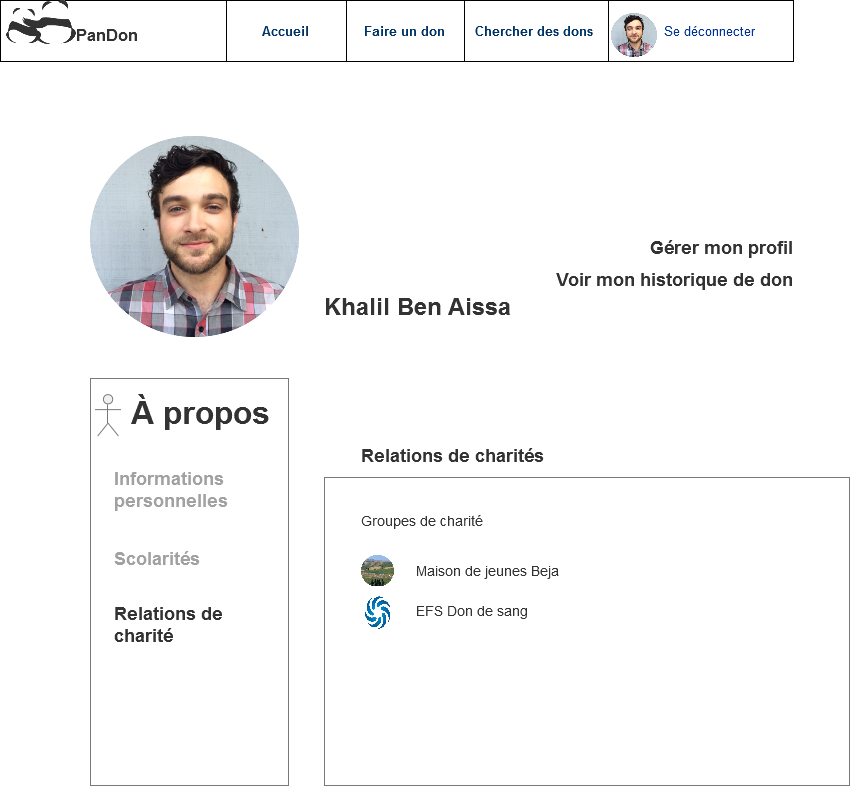 PanDon
Accueil
Faire un don
Chercher des dons
Se déconnecter
Gérer mon profil
Voir mon historique de don
Khalil Ben Aissa
À propos
Informations
personnelles
Scolarités
Relations de
charité
Relations de charités
Groupes de charité
Maison de jeunes Beja
EFS Don de sang